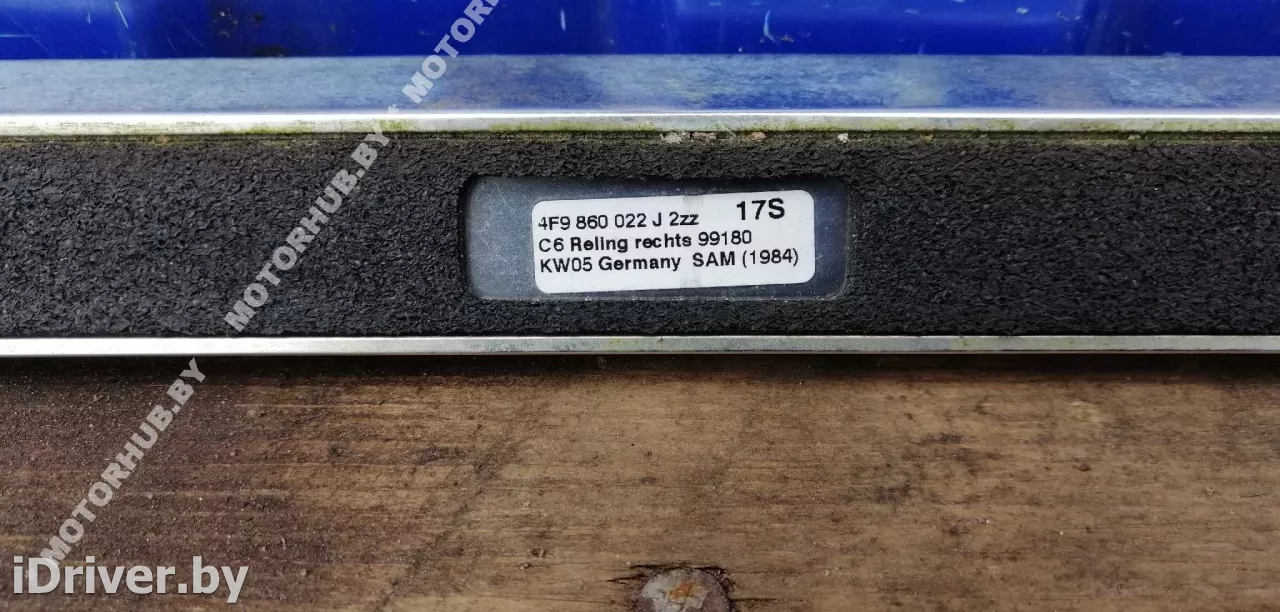 4F9 860 022 J 2zz 17S
C6 Reling rechts 99180
KW05 Germany SAM (1984)
MOTORHUB.BY * MOTORHUB.BY * MOTORHUB
iDriver.by